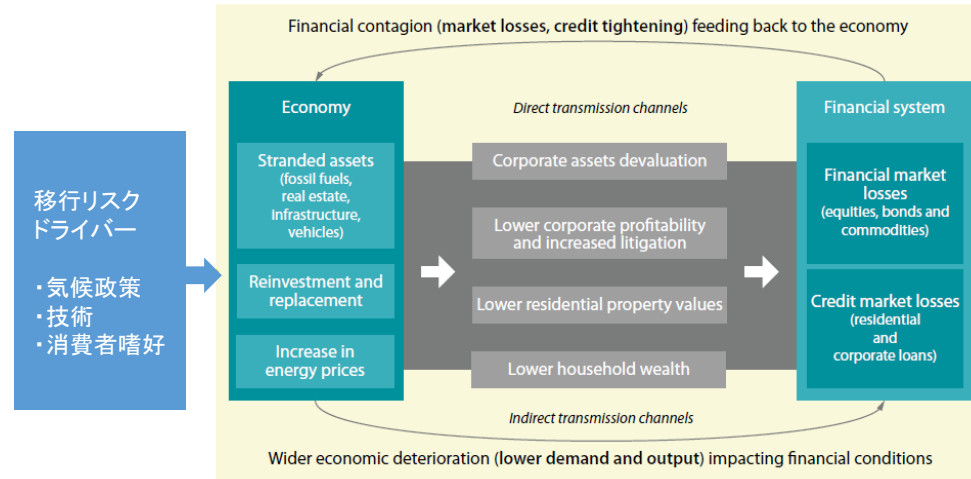 Financial contagion (market losses, credit tightening) feeding back to the economy
移行リスク
ドライバー
・気候政策
・技術
・消費者嗜好
Economy
Stranded assets
(fossil fuels,
real estate,
infrastructure,
vehicles)
Reinvestment and
replacement
Increase in
energy prices
Direct transmission channels
Corporate assets devaluation
Lower corporate profitability
and increased litigation
Lower residential property values
Lower household wealth
Indirect transmission channels
Financial system
Financial market
losses
(equities, bonds and
commodities)
Credit market losses
(residential
and
corporate loans)
Wider economic deterioration (lower demand and output) impacting financial conditions